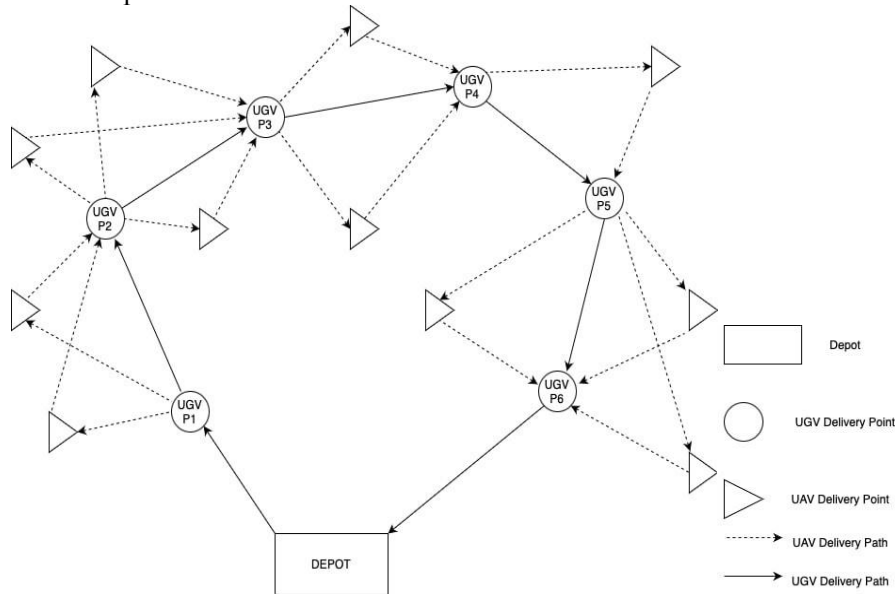 UGV
P4
UGV
P3
UGV
P5
UGV
P2
UGV
P6
UGV
P1
DEPOT
Depot
UGV Delivery Point
UAV Delivery Point
UAV Delivery Path
UGV Delivery Path